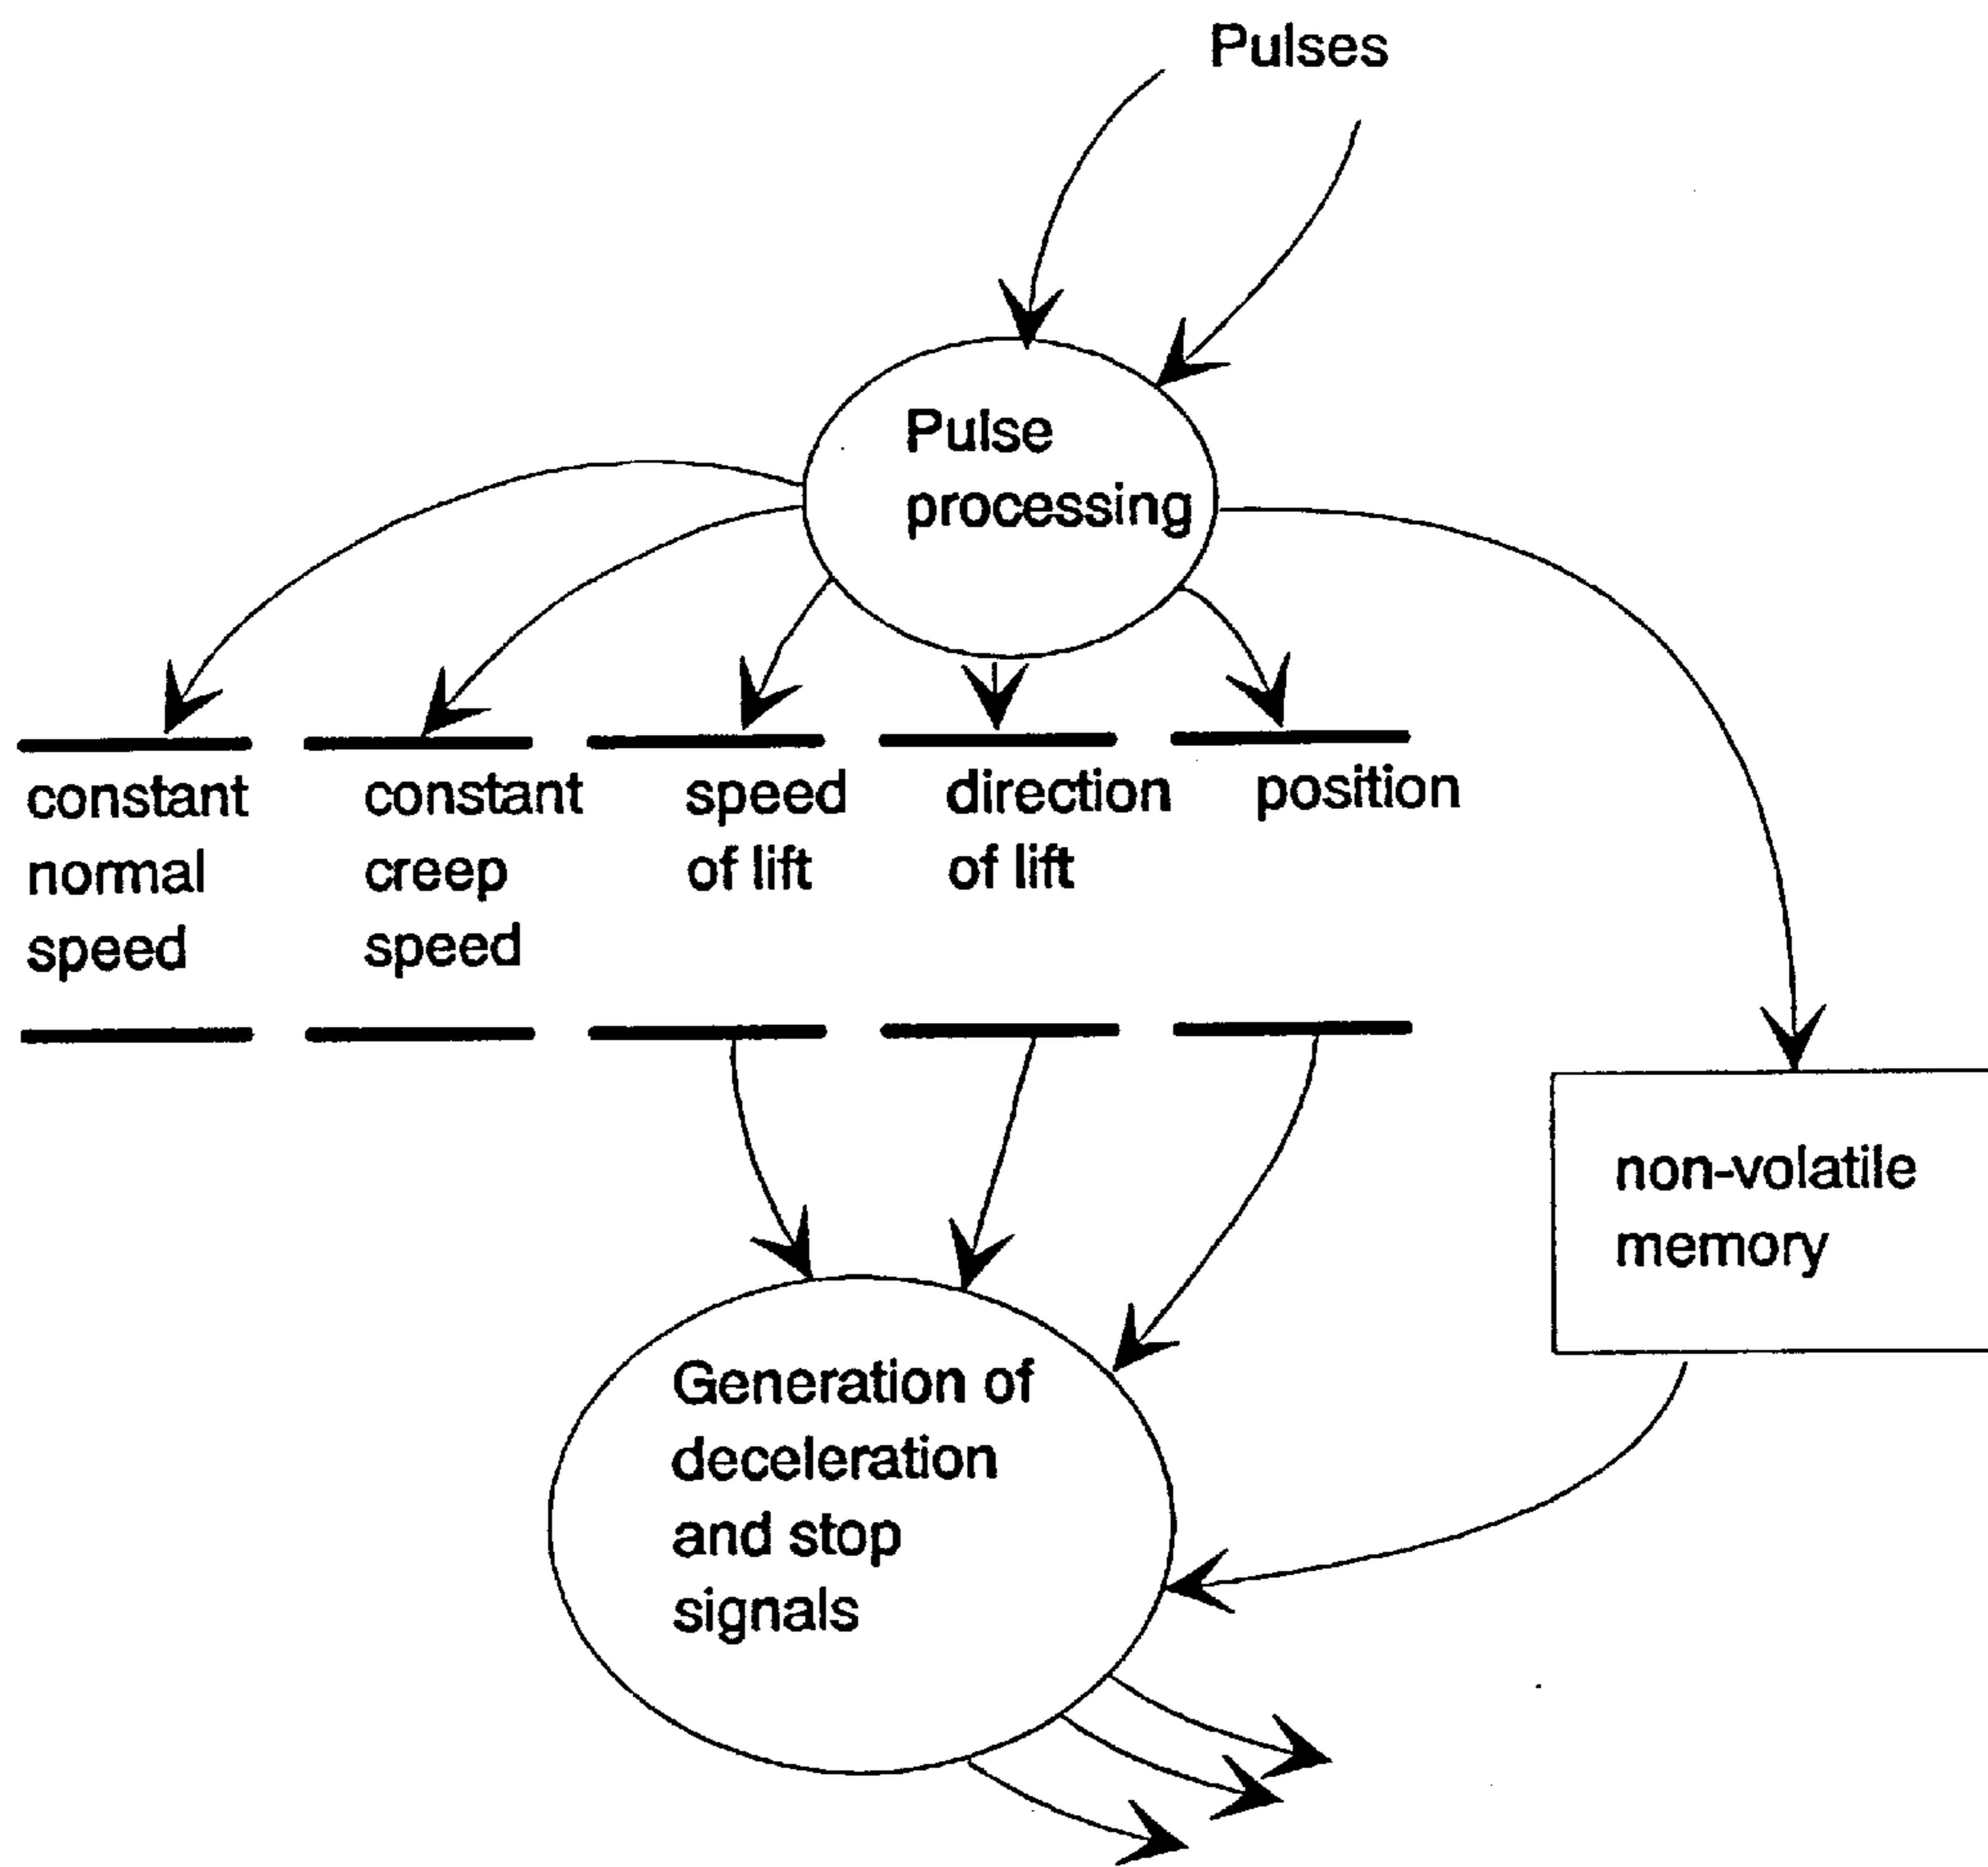 Pulses
Pulse
processing
constant
normal
speed
constant
creep
speed
speed
of lift
direction
of lift
position
non-volatile
memory
Generation of
deceleration
and stop
signals